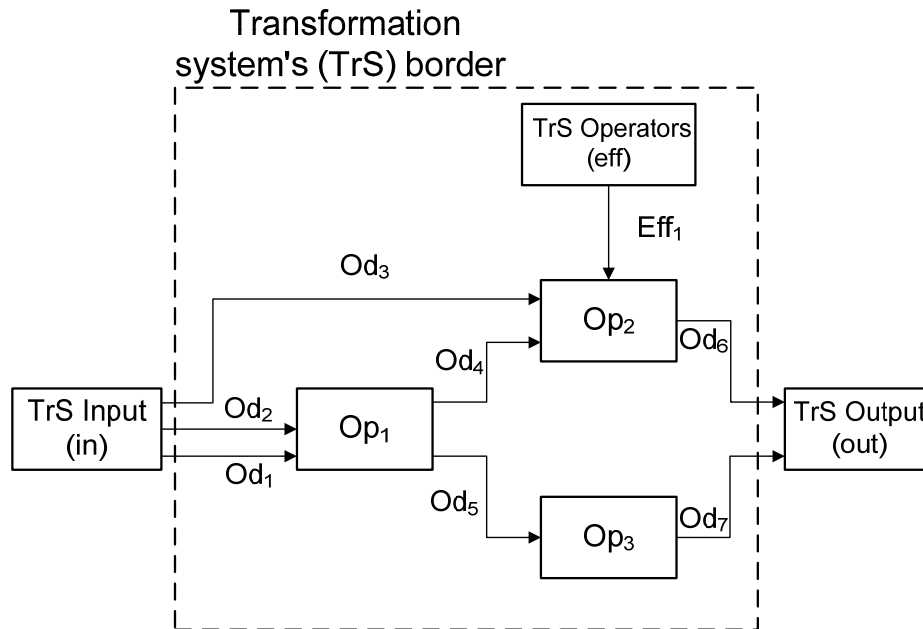 Transformation
system's (TrS) border
TrS Operators
(eff)
Eff₁
Od₃
Op₂
Od₄
Od₆
TrS Input
(in)
Od₂
Od₁
Op₁
TrS Output
(out)
Od₅
Op₃
Od₇